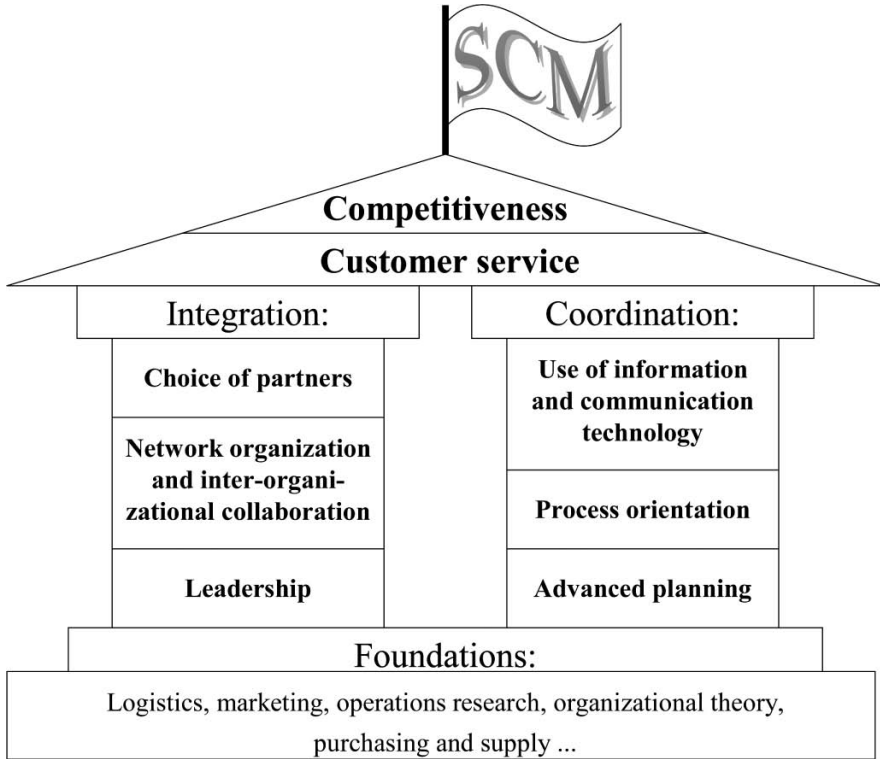 SCM
Competitiveness
Customer service
Integration:
Choice of partners
Network organization
and inter-organi-
zational collaboration
Leadership
Coordination:
Use of information
and communication
technology
Process orientation
Advanced planning
Foundations:
Logistics, marketing, operations research, organizational theory,
purchasing and supply ...